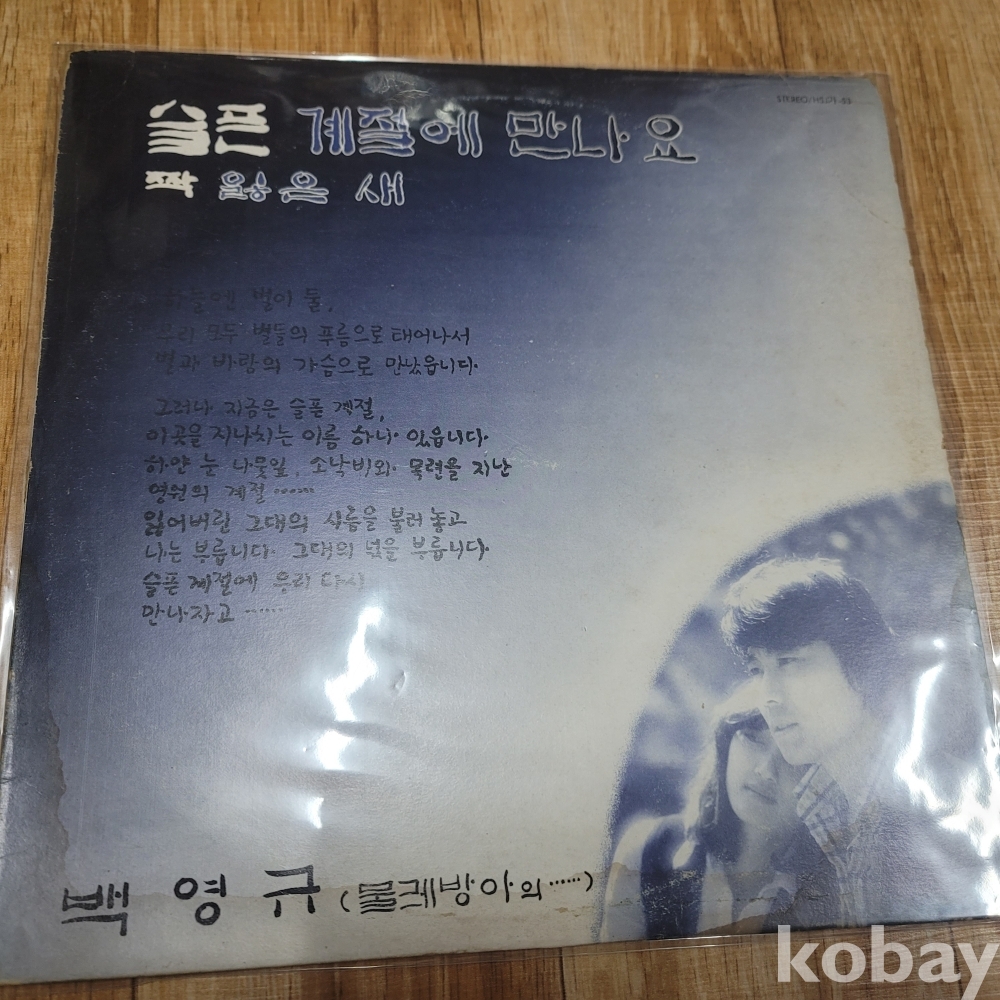 STEREO/HS271-53
슬픈 계절에 만나요
짝 잃은 새
하늘엔 별이 둘,
우리 모두 별들의 푸름으로 태어나서
별과 바람의 가슴으로 만났읍니다.
그러나 지금은 슬픈 계절,
이곳을 지나치는 이름 하나 있읍니다.
하얀 눈 나뭇잎, 소낙비와 목련을 지난
영원의 계절......
잃어버린 그대의 시름을 불러 놓고
나는 부릅니다. 그대의 넋을 부릅니다.
슬픈 계절에 우리 다시
만나자고......
백영규 (물레방아의......)
kobay